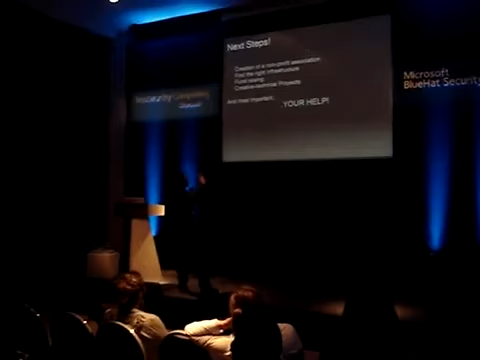 Next Steps!
Creation of a non-profit association
Find the right infrastructure
Fund raising
Creative-technical Projects
And most important...
...YOUR HELP!
Microsoft
BlueHat Security